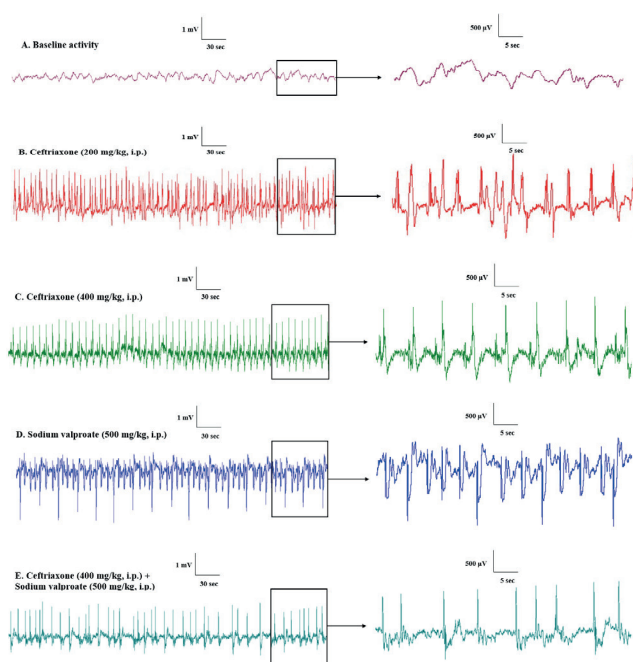 1 mV
30 sec
500 µV
5 sec
A. Baseline activity
1 mV
30 sec
500 µV
5 sec
B. Ceftriaxone (200 mg/kg, i.p.)
1 mV
30 sec
500 µV
5 sec
C. Ceftriaxone (400 mg/kg, i.p.)
1 mV
30 sec
500 µV
5 sec
D. Sodium valproate (500 mg/kg, i.p.)
1 mV
30 sec
500 µV
5 sec
E. Ceftriaxone (400 mg/kg, i.p.) +
Sodium valproate (500 mg/kg, i.p.)